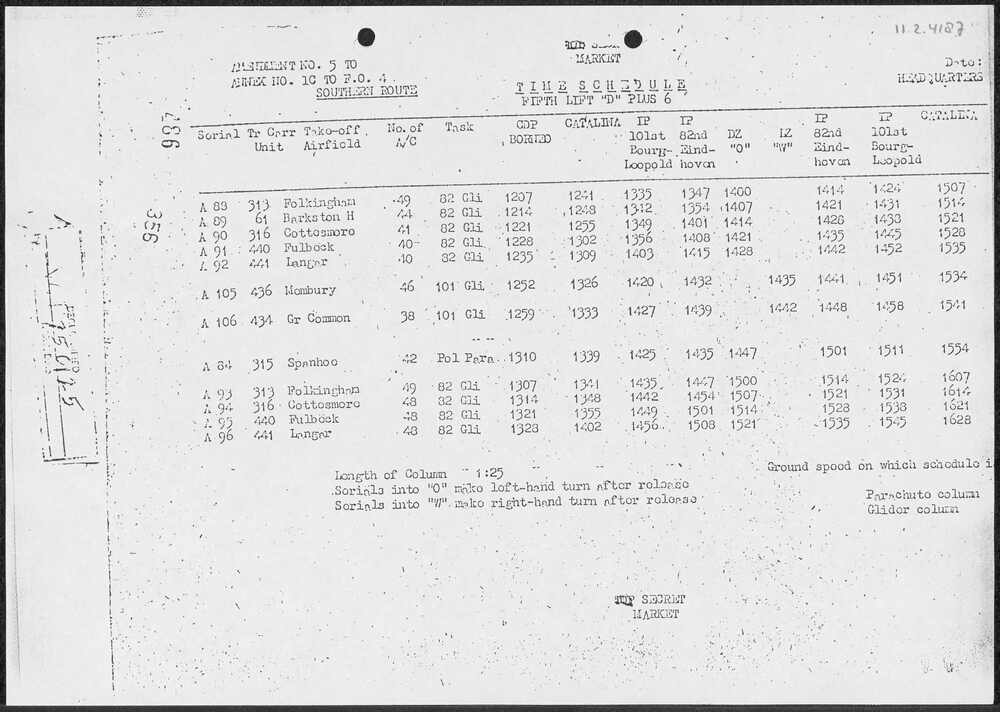 11.2.4187
TOP SECRET
MARKET
AMENDMENT NO. 5 TO
ANNEX NO. 1C TO F.O. 4
SOUTHERN ROUTE
Date:
HEADQUARTERS
TIME SCHEDULE
FIFTH LIFT "D" PLUS 6
987
356
Serial Tr Carr Unit Take-off Airfield No. of A/C Task CDP BORNEO CATALINA IP 101st Bourg-Leopold IP 82nd Eind-hoven DZ "O" LZ "W" IP 82nd Eind-hoven IP 101st Bourg-Leopold CATALINA
A 88 313 Folkingham 49 82 Gli 1207 1241 1335 1347 1400 1414 1424 1507
A 89 61 Barkston H 44 82 Gli 1214 1248 1342 1354 1407 1421 1431 1514
A 90 316 Cottesmore 41 82 Gli 1221 1255 1349 1401 1414 1428 1438 1521
A 91 440 Fulbeck 40 82 Gli 1228 1302 1356 1408 1421 1435 1445 1528
A 92 441 Langar 40 82 Gli 1235 1309 1403 1415 1428 1442 1452 1535
A 105 436 Membury 46 101 Gli 1252 1326 1420 1432 1435 1441 1451 1534
A 106 434 Gr Common 38 101 Gli 1259 1333 1427 1439 1442 1448 1458 1541
A 84 315 Spanhoe 42 Pol Para 1310 1339 1425 1435 1447 1501 1511 1554
A 93 313 Folkingham 49 82 Gli 1307 1341 1435 1447 1500 1514 1524 1607
A 94 316 Cottesmore 48 82 Gli 1314 1348 1442 1454 1507 1521 1531 1614
A 95 440 Fulbeck 48 82 Gli 1321 1355 1449 1501 1514 1528 1538 1621
A 96 441 Langar 48 82 Gli 1328 1402 1456 1508 1521 1535 1545 1628
Length of Column 1:25
Serials into "O" make left-hand turn after release
Serials into "W" make right-hand turn after release
Ground speed on which schedule i
Parachute column
Glider column
TOP SECRET
MARKET